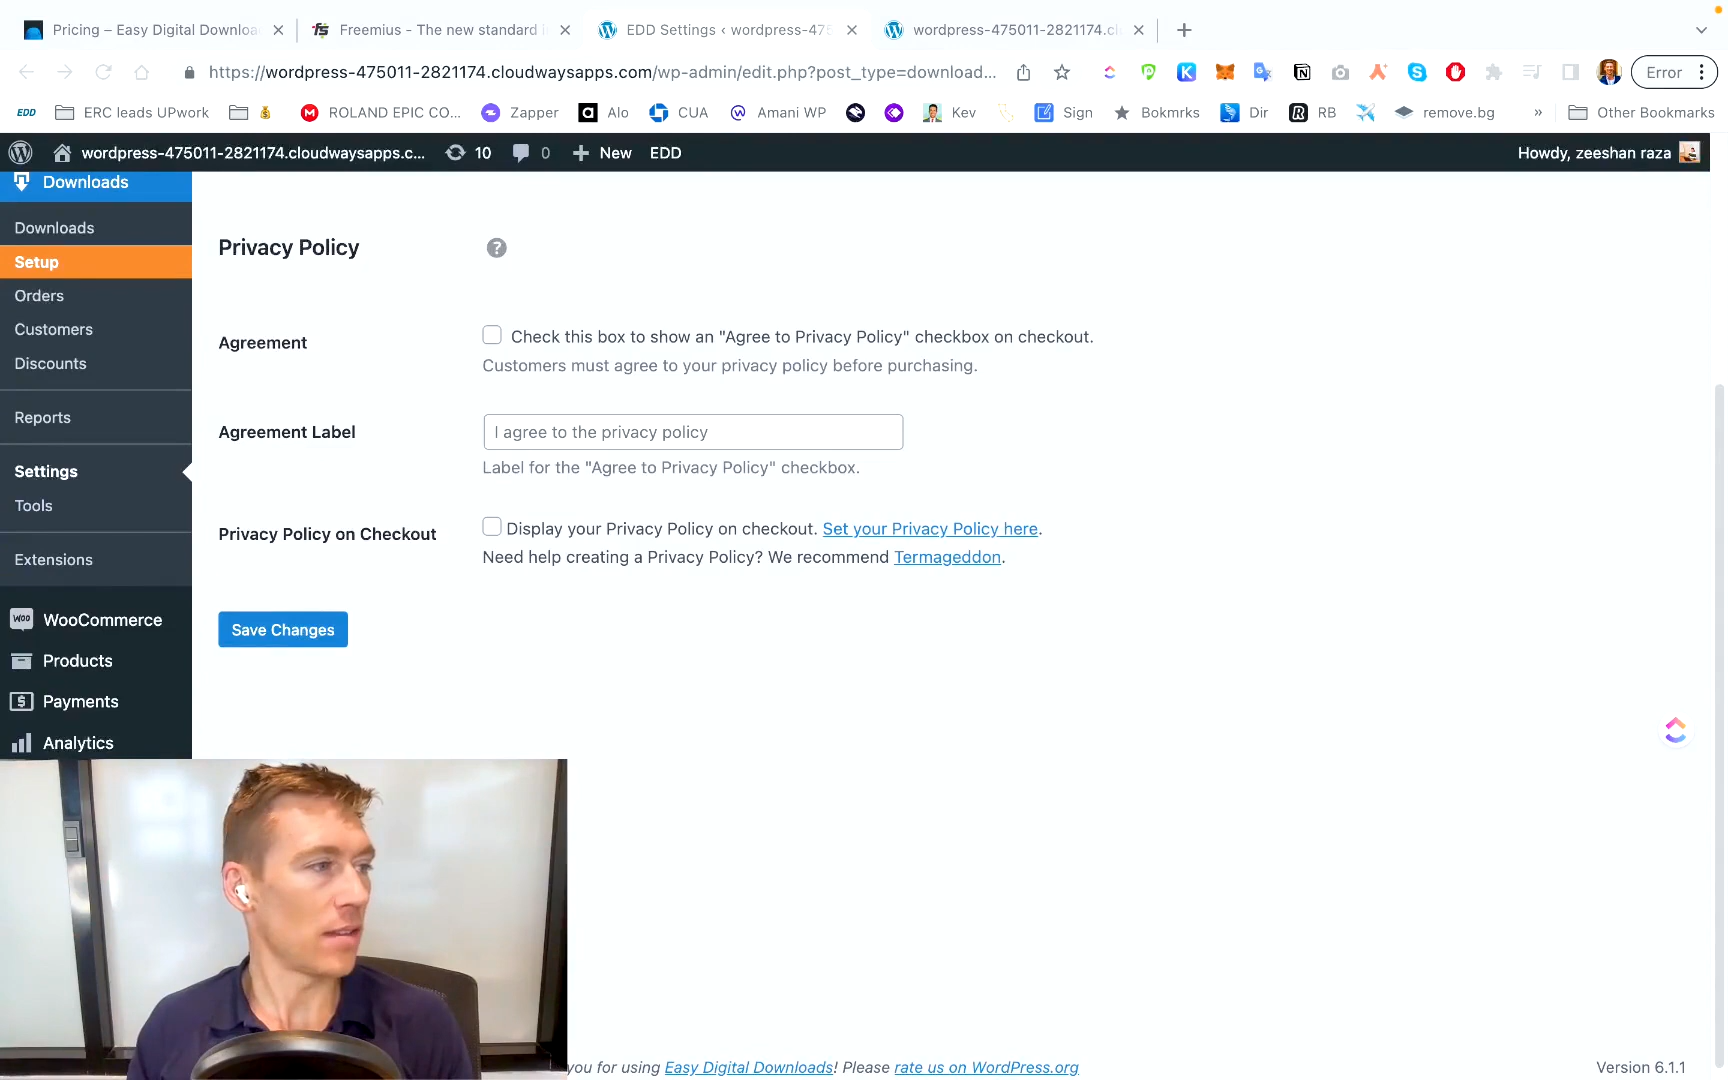 Pricing – Easy Digital Downloa
Freemius - The new standard i
EDD Settings ‹ wordpress-475
wordpress-475011-2821174.cl
https://wordpress-475011-2821174.cloudwaysapps.com/wp-admin/edit.php?post_type=download...
Error
EDD
ERC leads UPwork
ROLAND EPIC CO...
Zapper
Alo
CUA
Amani WP
Kev
Sign
Bokmrks
Dir
RB
remove.bg
»
Other Bookmarks
wordpress-475011-2821174.cloudwaysapps.c...
10
0
New
EDD
Howdy, zeeshan raza
Downloads
Downloads
Setup
Orders
Customers
Discounts
Reports
Settings
Tools
Extensions
WooCommerce
Products
Payments
Analytics
Privacy Policy
Agreement
Check this box to show an "Agree to Privacy Policy" checkbox on checkout.
Customers must agree to your privacy policy before purchasing.
Agreement Label
I agree to the privacy policy
Label for the "Agree to Privacy Policy" checkbox.
Privacy Policy on Checkout
Display your Privacy Policy on checkout. Set your Privacy Policy here.
Need help creating a Privacy Policy? We recommend Termageddon.
Save Changes
you for using Easy Digital Downloads! Please rate us on WordPress.org
Version 6.1.1